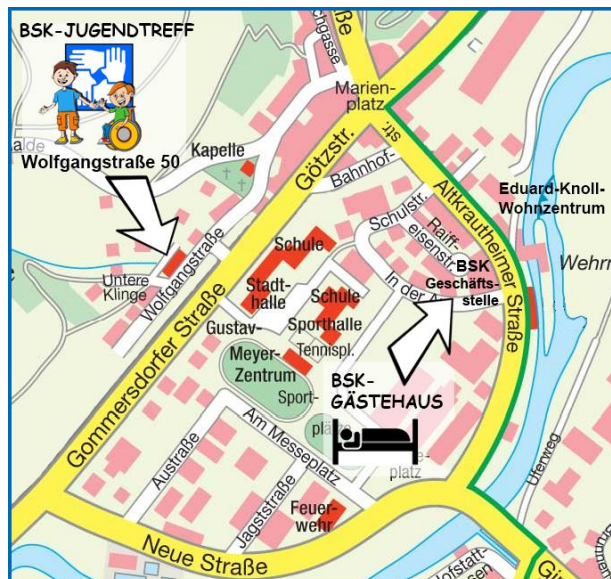 BSK-JUGENDTREFF
Wolfgangstraße 50
Marien-
platz
Kapelle
Götzstr.
Bahnhof-
str.
Altkrautheimer Straße
Eduard-Knoll-
Wohnzentrum
Schulstr.
Raiff-
eisenstr.
BSK
Geschäfts-
stelle
In der A
Wehrn
Schule
Stadt-
halle
Wolfgangstraße
Untere
Klinge
Gommersdorfer Straße
Gustav-
Meyer-
Zentrum
Schule
Sporthalle
Tennispl.
Sport-
plätze
BSK-
GÄSTEHAUS
Am Messeplatz
platz
Austraße
Jagststraße
Feuer-
wehr
Neue Straße
Uferweg